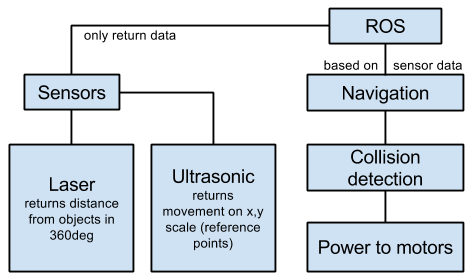 ROS
only return data
based on sensor data
Sensors
Navigation
Laser
returns distance
from objects in
360deg
Ultrasonic
returns
movement on x,y
scale (reference
points)
Collision
detection
Power to motors